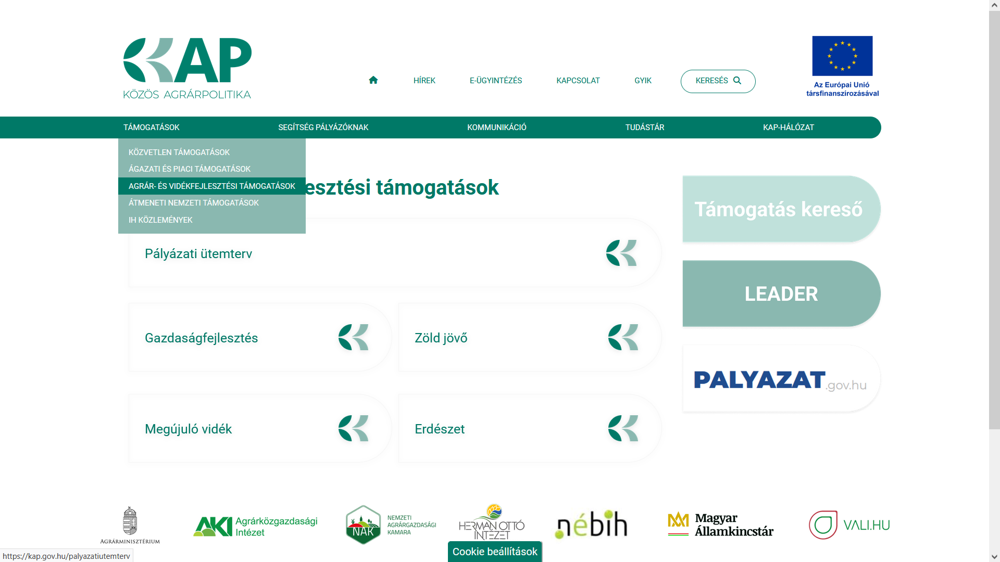 KAP
KÖZÖS AGRÁRPOLITIKA
HÍREK
E-ÜGYINTÉZÉS
KAPCSOLAT
GYIK
KERESÉS
Az Európai Unió
társfinanszírozásával
TÁMOGATÁSOK
SEGÍTSÉG PÁLYÁZÓKNAK
KOMMUNIKÁCIÓ
TUDÁSTÁR
KAP-HÁLÓZAT
KÖZVETLEN TÁMOGATÁSOK
ÁGAZATI ÉS PIACI TÁMOGATÁSOK
AGRÁR- ÉS VIDÉKFEJLESZTÉSI TÁMOGATÁSOK
ÁTMENETI NEMZETI TÁMOGATÁSOK
IH KÖZLEMÉNYEK
esztési támogatások
Pályázati ütemterv
Gazdaságfejlesztés
Zöld jövő
Megújuló vidék
Erdészet
Támogatás kereső
LEADER
PALYAZAT.gov.hu
AGRÁRMINISZTÉRIUM
AKI Agrárközgazdasági
Intézet
NAK
NEMZETI
AGRÁRGAZDASÁGI
KAMARA
HERMAN OTTÓ
INTÉZET
nébih
Magyar
Államkincstár
VALI.HU
Cookie beállítások
https://kap.gov.hu/palyazatiutemterv